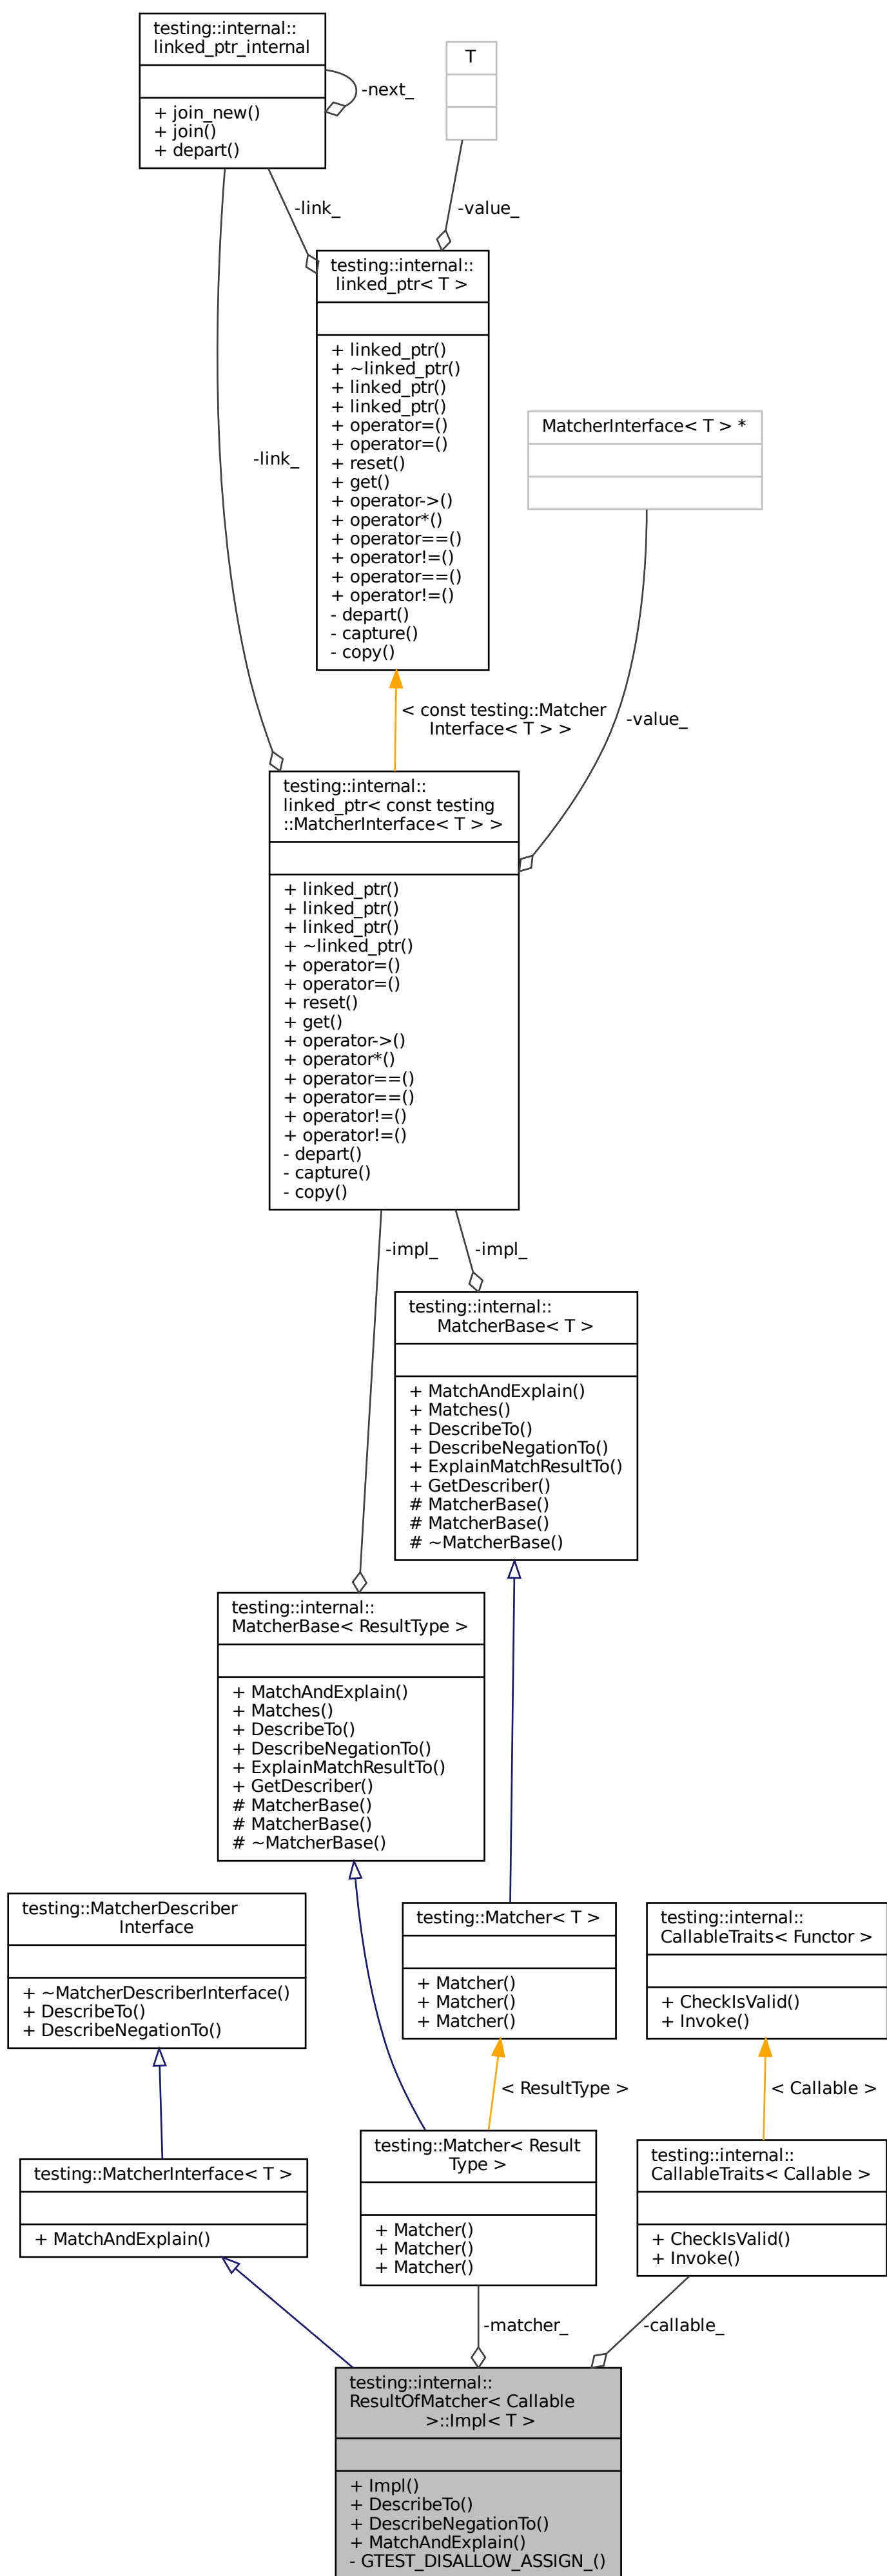 testing::internal::
linked_ptr_internal
+ join_new()
+ join()
+ depart()
-next_
T
-link_
-value_
testing::internal::
linked_ptr< T >
+ linked_ptr()
+ ~linked_ptr()
+ linked_ptr()
+ linked_ptr()
+ operator=()
+ operator=()
+ reset()
+ get()
+ operator->()
+ operator*()
+ operator==()
+ operator!=()
+ operator==()
+ operator!=()
- depart()
- capture()
- copy()
-link_
MatcherInterface< T > *
< const testing::Matcher
Interface< T > >
-value_
testing::internal::
linked_ptr< const testing
::MatcherInterface< T > >
+ linked_ptr()
+ linked_ptr()
+ linked_ptr()
+ ~linked_ptr()
+ operator=()
+ operator=()
+ reset()
+ get()
+ operator->()
+ operator*()
+ operator==()
+ operator==()
+ operator!=()
+ operator!=()
- depart()
- capture()
- copy()
-impl_
-impl_
testing::internal::
MatcherBase< T >
+ MatchAndExplain()
+ Matches()
+ DescribeTo()
+ DescribeNegationTo()
+ ExplainMatchResultTo()
+ GetDescriber()
# MatcherBase()
# MatcherBase()
# ~MatcherBase()
testing::internal::
MatcherBase< ResultType >
+ MatchAndExplain()
+ Matches()
+ DescribeTo()
+ DescribeNegationTo()
+ ExplainMatchResultTo()
+ GetDescriber()
# MatcherBase()
# MatcherBase()
# ~MatcherBase()
testing::MatcherDescriber
Interface
+ ~MatcherDescriberInterface()
+ DescribeTo()
+ DescribeNegationTo()
testing::Matcher< T >
+ Matcher()
+ Matcher()
+ Matcher()
testing::internal::
CallableTraits< Functor >
+ CheckIsValid()
+ Invoke()
< ResultType >
< Callable >
testing::MatcherInterface< T >
+ MatchAndExplain()
testing::Matcher< Result
Type >
+ Matcher()
+ Matcher()
+ Matcher()
testing::internal::
CallableTraits< Callable >
+ CheckIsValid()
+ Invoke()
-matcher_
-callable_
testing::internal::
ResultOfMatcher< Callable
>::Impl< T >
+ Impl()
+ DescribeTo()
+ DescribeNegationTo()
+ MatchAndExplain()
- GTEST_DISALLOW_ASSIGN_()